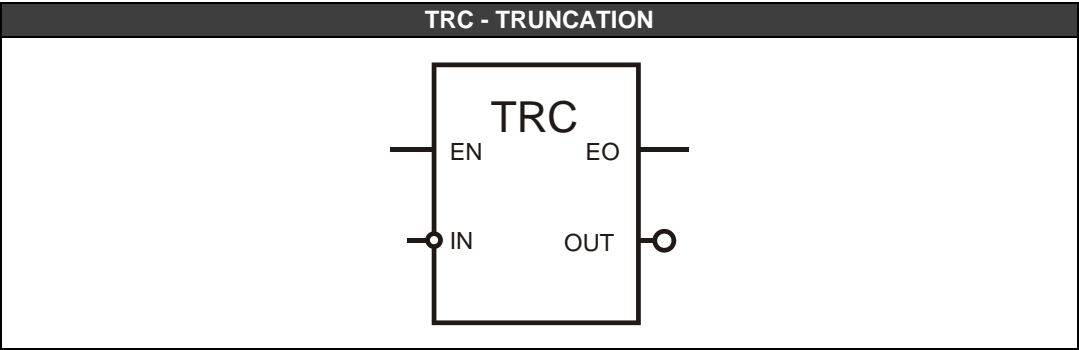 TRC - TRUNCATION
TRC
EN EO
IN OUT